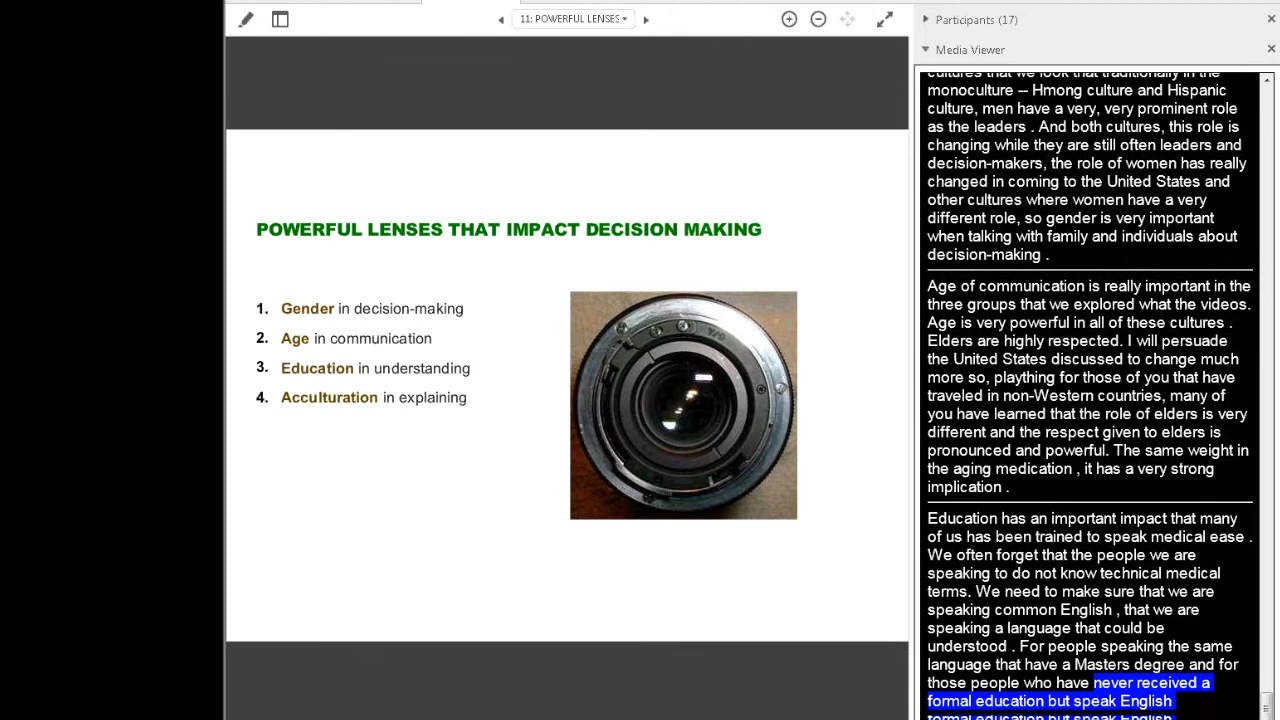 11: POWERFUL LENSES
Participants (17)
Media Viewer
POWERFUL LENSES THAT IMPACT DECISION MAKING
1. Gender in decision-making
2. Age in communication
3. Education in understanding
4. Acculturation in explaining
Y/C
cultures that we look that traditionally in the
monoculture -- Hmong culture and Hispanic
culture, men have a very, very prominent role
as the leaders . And both cultures, this role is
changing while they are still often leaders and
decision-makers, the role of women has really
changed in coming to the United States and
other cultures where women have a very
different role, so gender is very important
when talking with family and individuals about
decision-making .
Age of communication is really important in the
three groups that we explored what the videos.
Age is very powerful in all of these cultures .
Elders are highly respected. I will persuade
the United States discussed to change much
more so, plaything for those of you that have
traveled in non-Western countries, many of
you have learned that the role of elders is very
different and the respect given to elders is
pronounced and powerful. The same weight in
the aging medication , it has a very strong
implication .
Education has an important impact that many
of us has been trained to speak medical ease .
We often forget that the people we are
speaking to do not know technical medical
terms. We need to make sure that we are
speaking common English , that we are
speaking a language that could be
understood . For people speaking the same
language that have a Masters degree and for
those people who have never received a
formal education but speak English
formal education but speak English